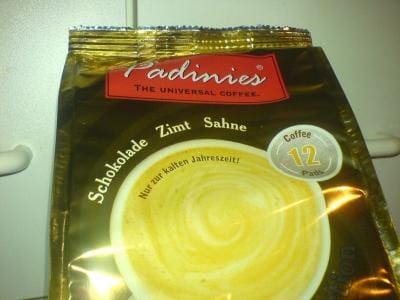 Padinies
THE UNIVERSAL COFFEE.
Schokolade Zimt Sahne
Coffee
12
Pads
Nur zur kalten Jahreszeit!